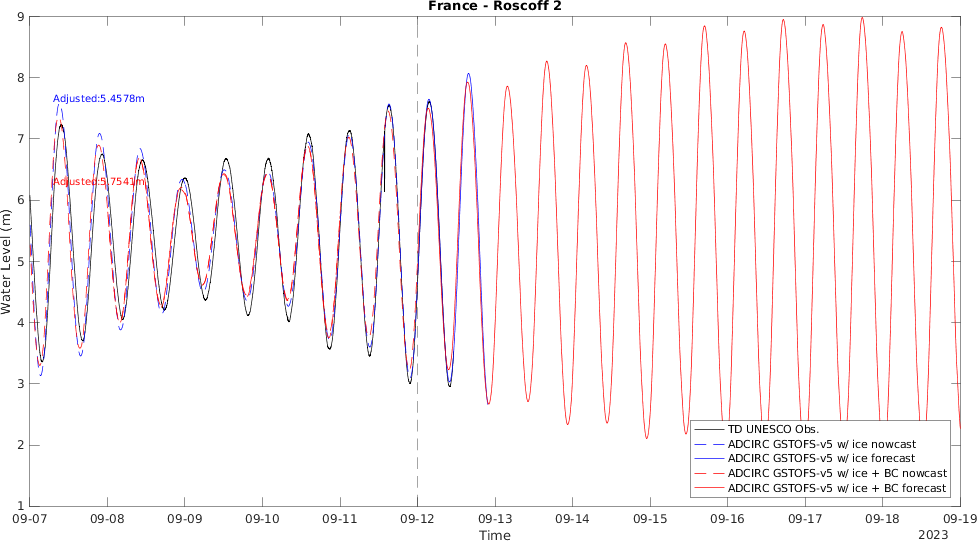 France - Roscoff 2
9
8
7
6
5
4
3
2
1
Water Level (m)
Adjusted:5.4578m
Adjusted:5.7541m
TD UNESCO Obs.
ADCIRC GSTOFS-v5 w/ ice nowcast
ADCIRC GSTOFS-v5 w/ ice forecast
ADCIRC GSTOFS-v5 w/ ice + BC nowcast
ADCIRC GSTOFS-v5 w/ ice + BC forecast
09-07 09-08 09-09 09-10 09-11 09-12 09-13 09-14 09-15 09-16 09-17 09-18 09-19
Time
2023